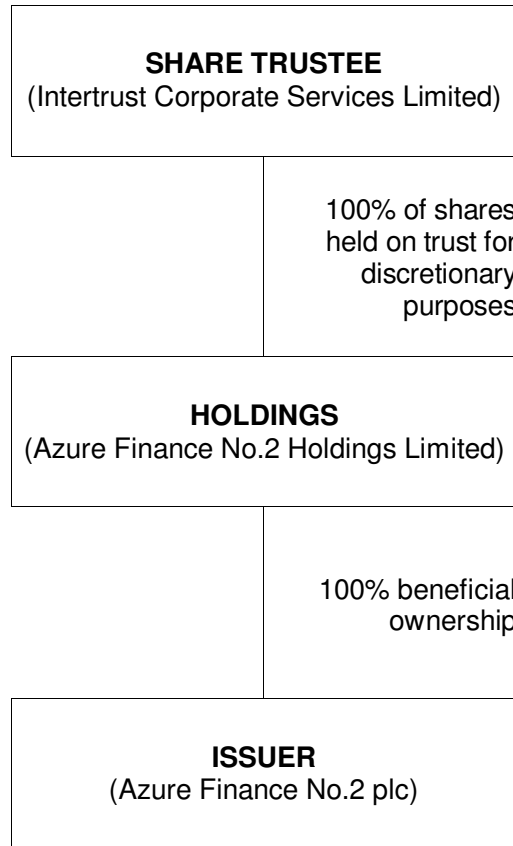 SHARE TRUSTEE
(Intertrust Corporate Services Limited)
100% of shares
held on trust for
discretionary
purposes
HOLDINGS
(Azure Finance No.2 Holdings Limited)
100% beneficial
ownership
ISSUER
(Azure Finance No.2 plc)